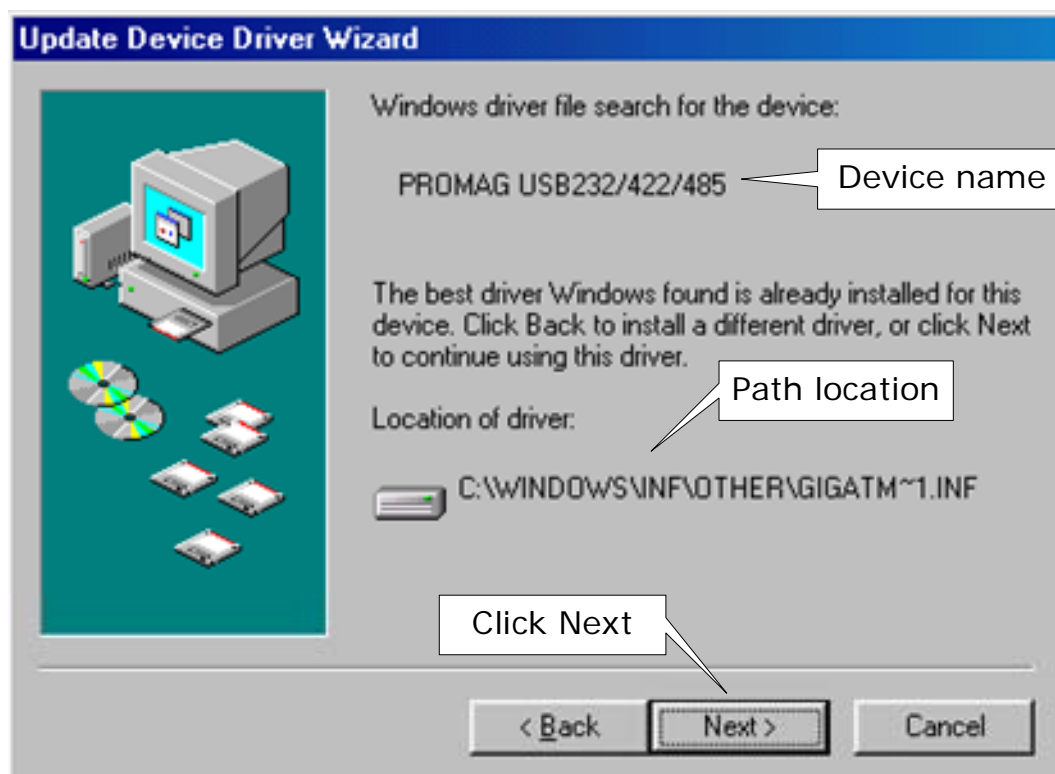 Update Device Driver Wizard
Windows driver file search for the device:
PROMAG USB232/422/485
Device name
The best driver Windows found is already installed for this
device. Click Back to install a different driver, or click Next
to continue using this driver.
Path location
Location of driver:
C:\WINDOWS\INF\OTHER\GIGATM~1.INF
Click Next
< Back
Next >
Cancel